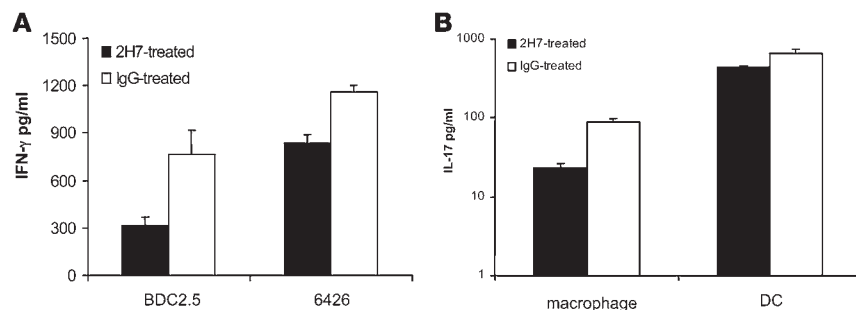 A
IFN-γ pg/ml
1500
1200
900
600
300
0
2H7-treated
IgG-treated
BDC2.5
6426
B
IL-17 pg/ml
1000
100
10
1
2H7-treated
IgG-treated
macrophage
DC